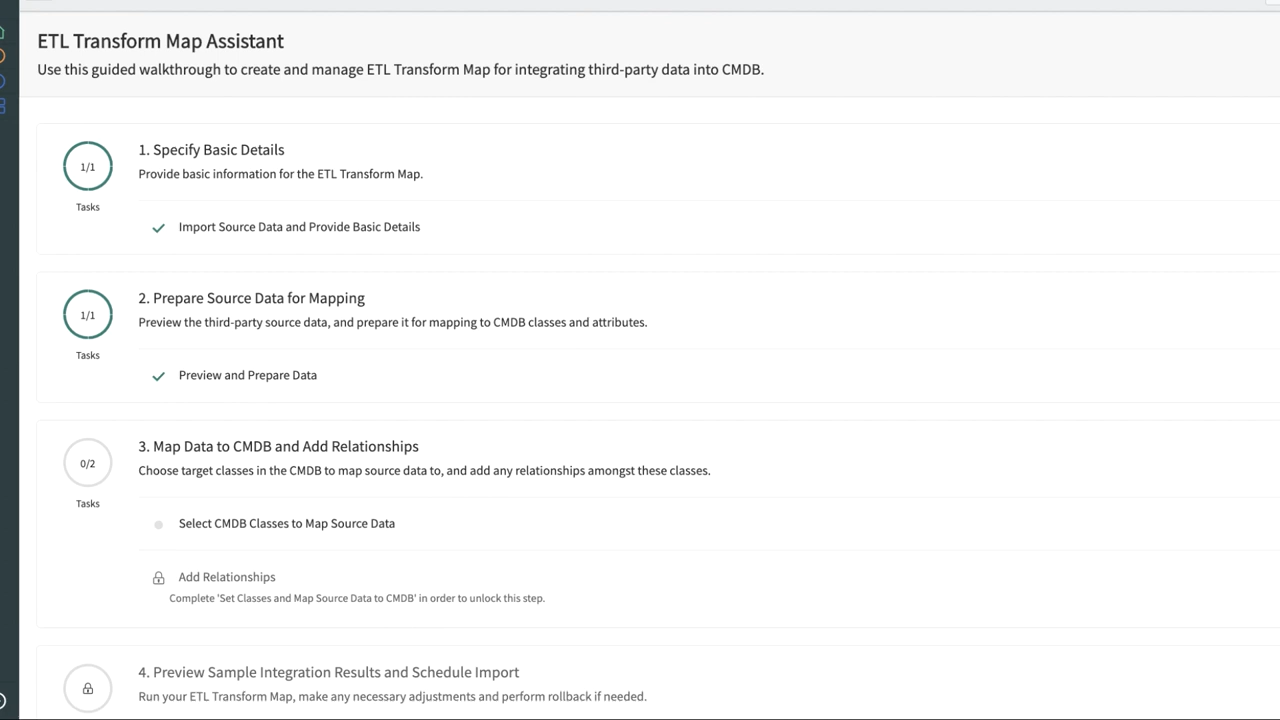 ETL Transform Map Assistant
Use this guided walkthrough to create and manage ETL Transform Map for integrating third-party data into CMDB.
1/1
Tasks
1. Specify Basic Details
Provide basic information for the ETL Transform Map.
Import Source Data and Provide Basic Details
1/1
Tasks
2. Prepare Source Data for Mapping
Preview the third-party source data, and prepare it for mapping to CMDB classes and attributes.
Preview and Prepare Data
0/2
Tasks
3. Map Data to CMDB and Add Relationships
Choose target classes in the CMDB to map source data to, and add any relationships amongst these classes.
Select CMDB Classes to Map Source Data
Add Relationships
Complete 'Set Classes and Map Source Data to CMDB' in order to unlock this step.
4. Preview Sample Integration Results and Schedule Import
Run your ETL Transform Map, make any necessary adjustments and perform rollback if needed.